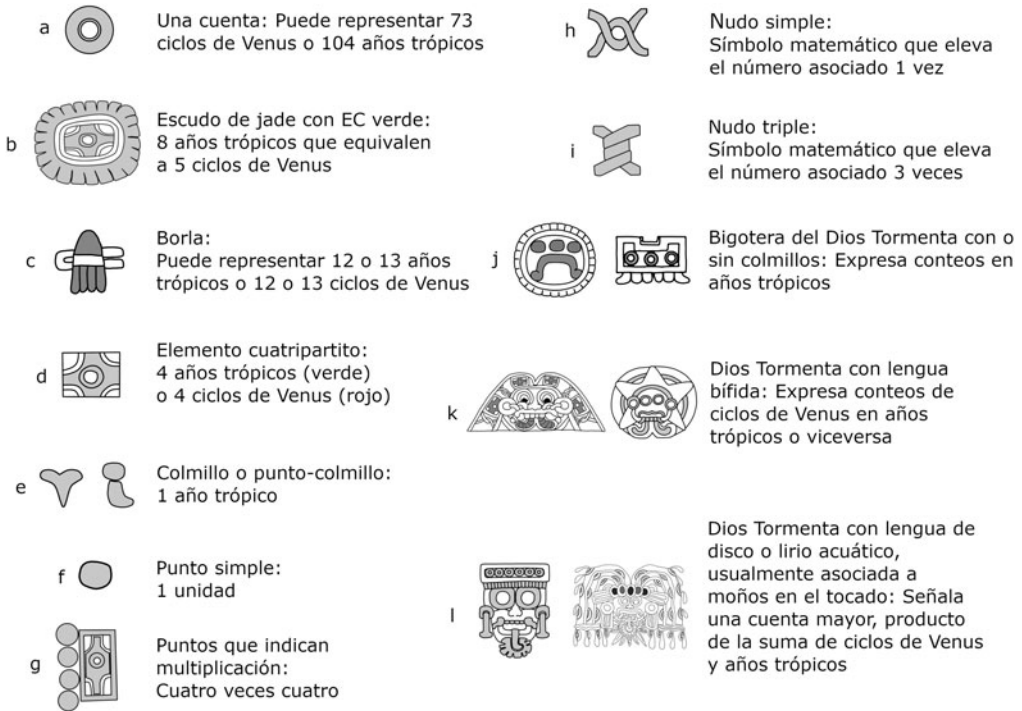 a
Una cuenta: Puede representar 73
ciclos de Venus o 104 años trópicos
b
Escudo de jade con EC verde:
8 años trópicos que equivalen
a 5 ciclos de Venus
c
Borla:
Puede representar 12 o 13 años
trópicos o 12 o 13 ciclos de Venus
d
Elemento cuatripartito:
4 años trópicos (verde)
o 4 ciclos de Venus (rojo)
e
Colmillo o punto-colmillo:
1 año trópico
f
Punto simple:
1 unidad
g
Puntos que indican
multiplicación:
Cuatro veces cuatro
h
Nudo simple:
Símbolo matemático que eleva
el número asociado 1 vez
i
Nudo triple:
Símbolo matemático que eleva
el número asociado 3 veces
j
Bigotera del Dios Tormenta con o
sin colmillos: Expresa conteos en
años trópicos
k
Dios Tormenta con lengua
bífida: Expresa conteos de
ciclos de Venus en años
trópicos o viceversa
l
Dios Tormenta con lengua de
disco o lirio acuático,
usualmente asociada a
moños en el tocado: Señala
una cuenta mayor, producto
de la suma de ciclos de Venus
y años trópicos